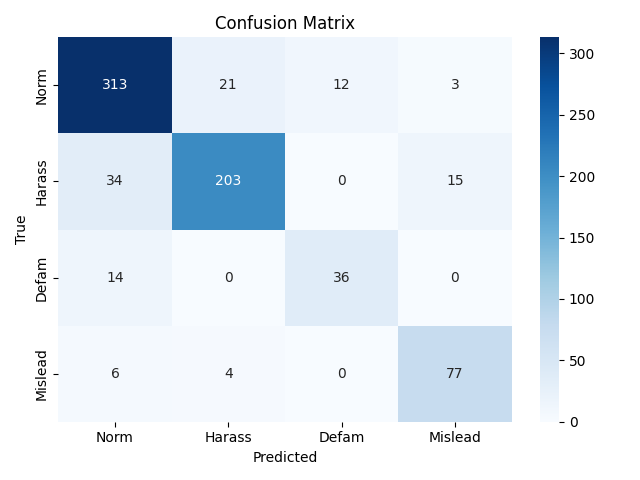 Confusion Matrix
True
Norm
313 21 12 3
Harass
34 203 0 15
Defam
14 0 36 0
Mislead
6 4 0 77
Norm Harass Defam Mislead
Predicted
300
250
200
150
100
50
0